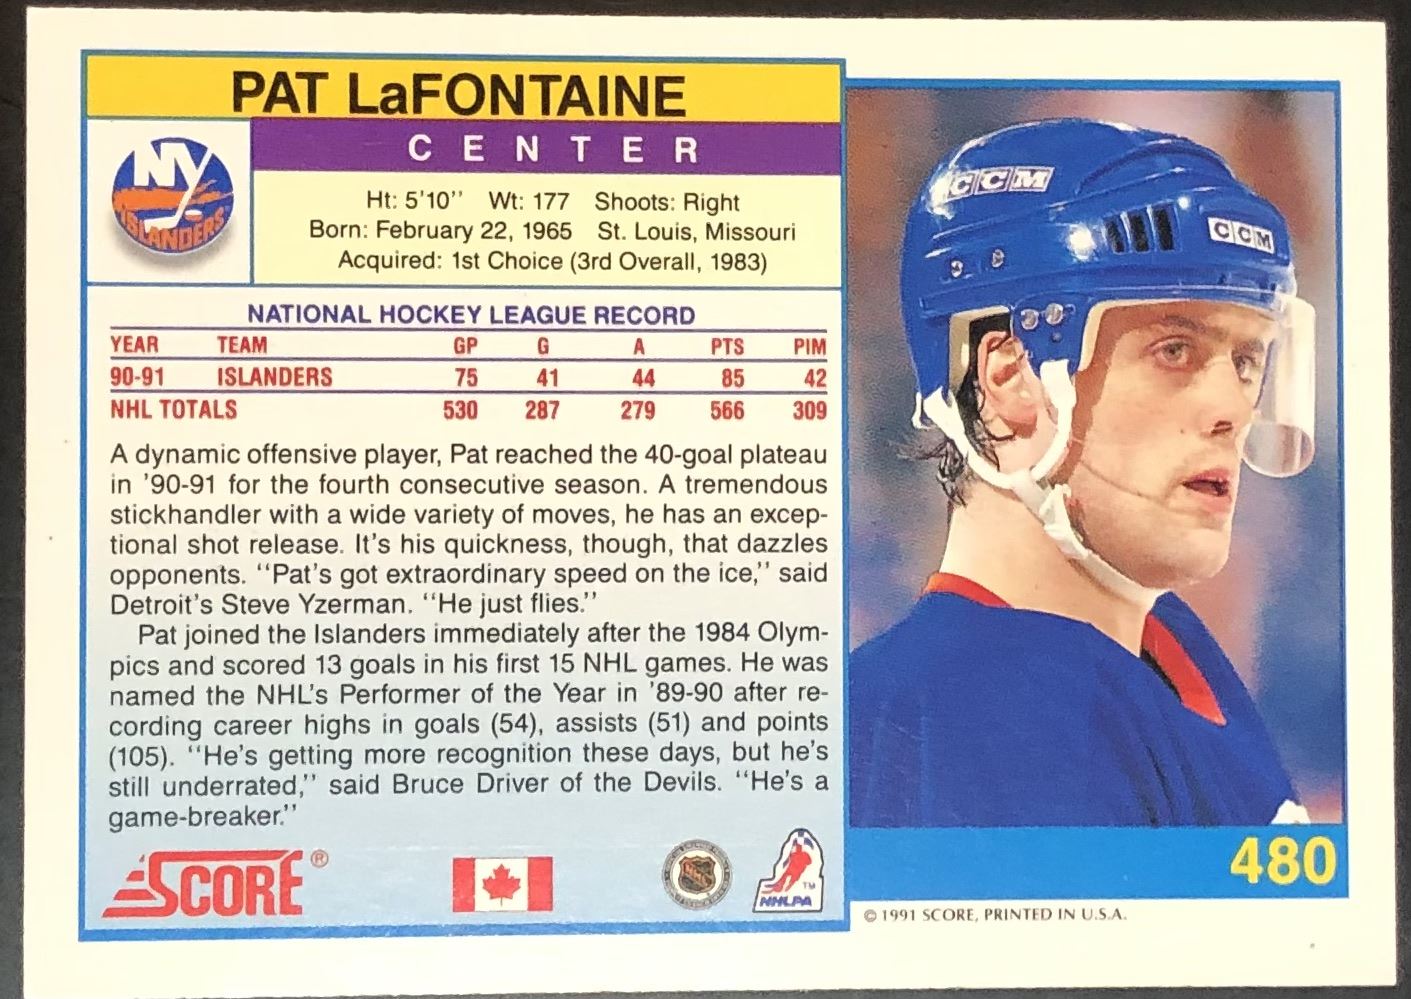 PAT LaFONTAINE
CENTER
NY
ISLANDERS
Ht: 5'10'' Wt: 177 Shoots: Right
Born: February 22, 1965 St. Louis, Missouri
Acquired: 1st Choice (3rd Overall, 1983)
NATIONAL HOCKEY LEAGUE RECORD
YEAR TEAM GP G A PTS PIM
90-91 ISLANDERS 75 41 44 85 42
NHL TOTALS 530 287 279 566 309
A dynamic offensive player, Pat reached the 40-goal plateau
in '90-91 for the fourth consecutive season. A tremendous
stickhandler with a wide variety of moves, he has an excep-
tional shot release. It's his quickness, though, that dazzles
opponents. ‘‘Pat's got extraordinary speed on the ice,’’ said
Detroit's Steve Yzerman. ‘‘He just flies.’’
Pat joined the Islanders immediately after the 1984 Olym-
pics and scored 13 goals in his first 15 NHL games. He was
named the NHL's Performer of the Year in '89-90 after re-
cording career highs in goals (54), assists (51) and points
(105). ‘‘He's getting more recognition these days, but he's
still underrated,’’ said Bruce Driver of the Devils. ‘‘He's a
game-breaker.’’
SCORE®
NHL
NHLPA
TM
CCM
CCM
480
© 1991 SCORE, PRINTED IN U.S.A.